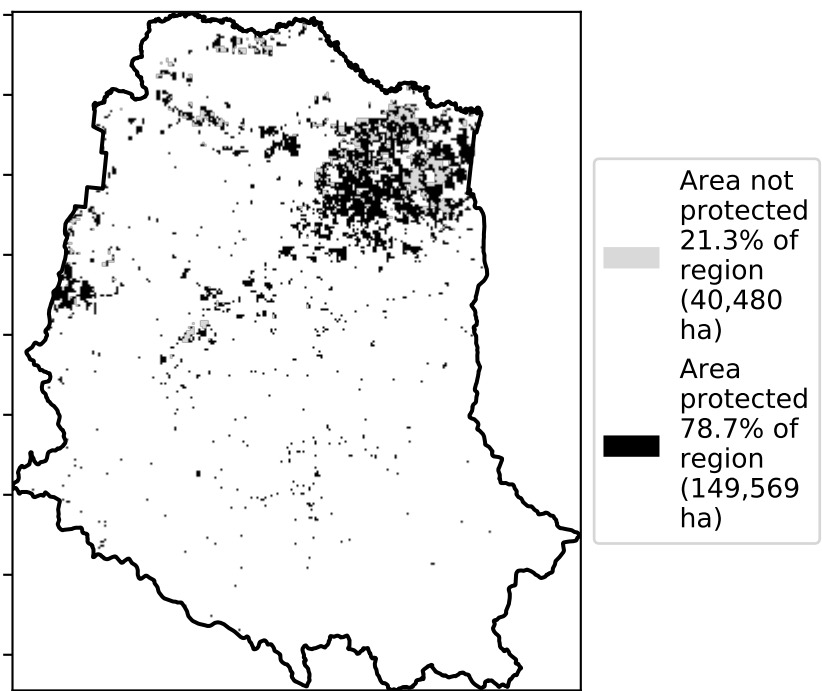 Area not
protected
21.3% of
region
(40,480
ha)
Area
protected
78.7% of
region
(149,569
ha)